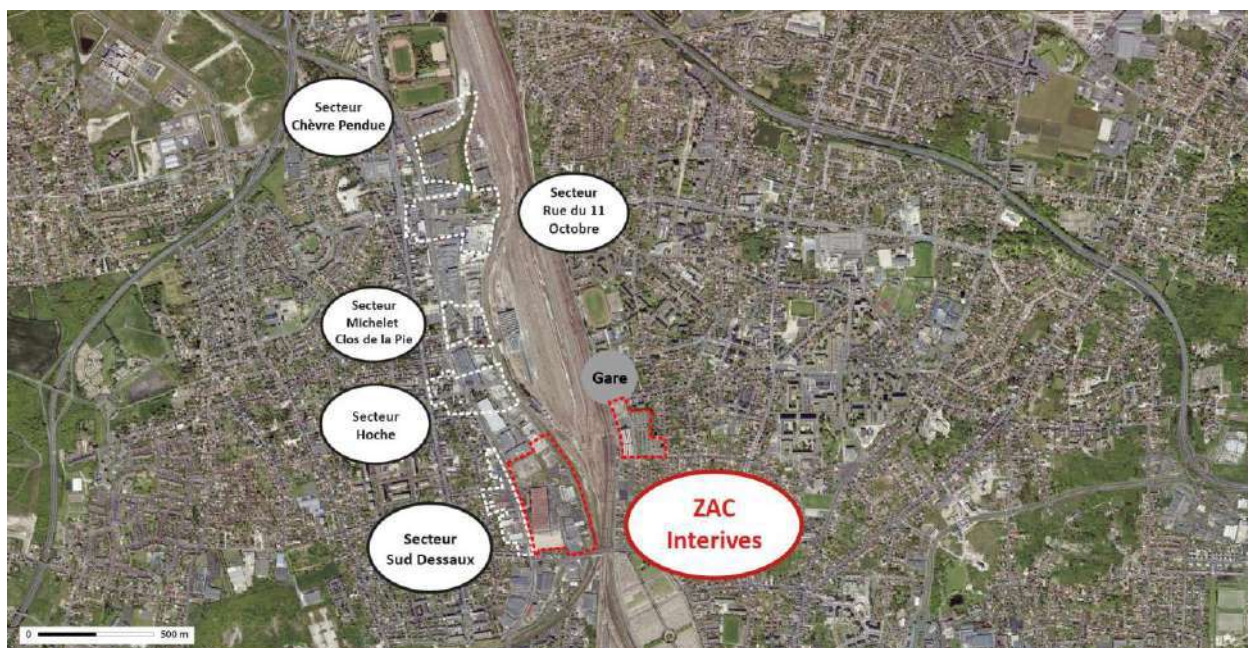 Secteur
Chèvre Pendue
Secteur
Rue du 11
Octobre
Secteur
Michelet
Clos de la Pie
Gare
Secteur
Hoche
ZAC
Interives
Secteur
Sud Dessaux
0 500 m